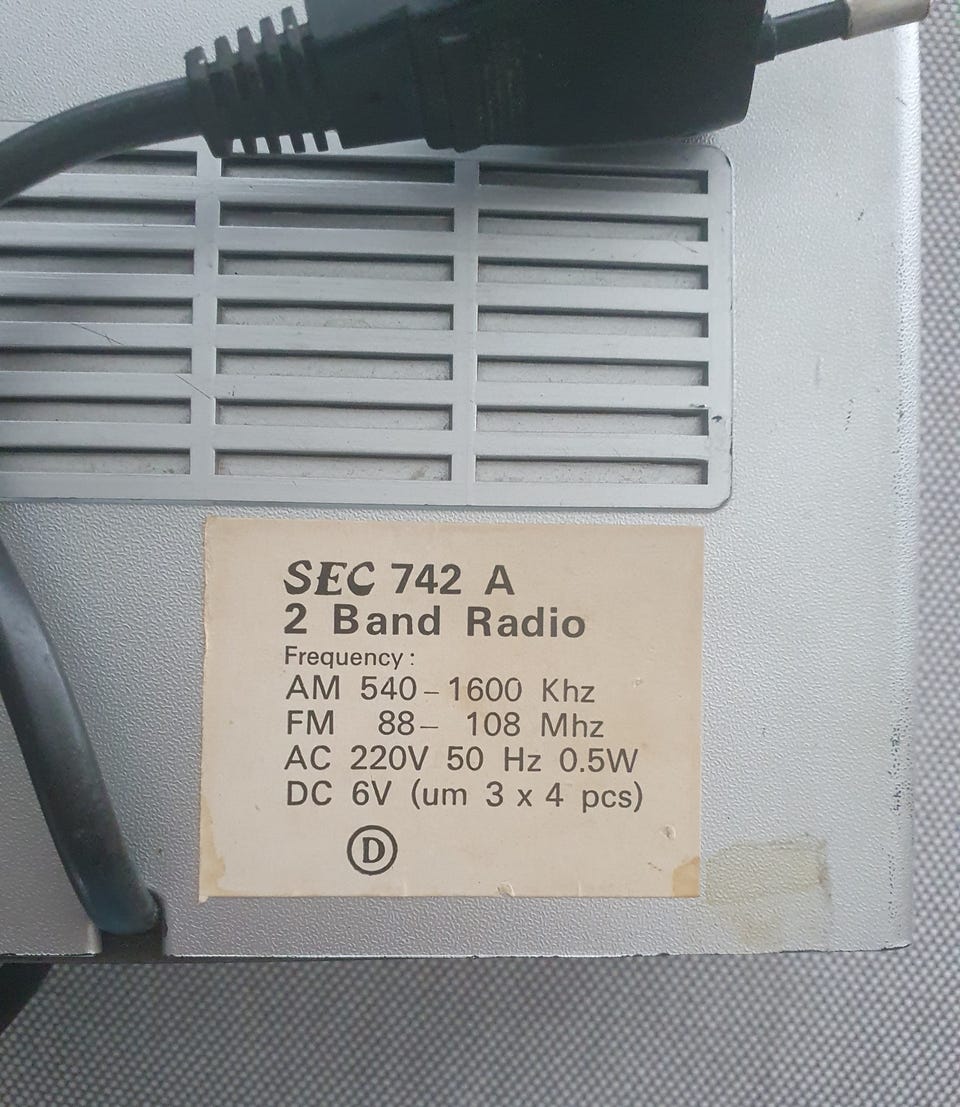 SEC 742 A
2 Band Radio
Frequency :
AM 540–1600 Khz
FM 88– 108 Mhz
AC 220V 50 Hz 0.5W
DC 6V (um 3 x 4 pcs)
D